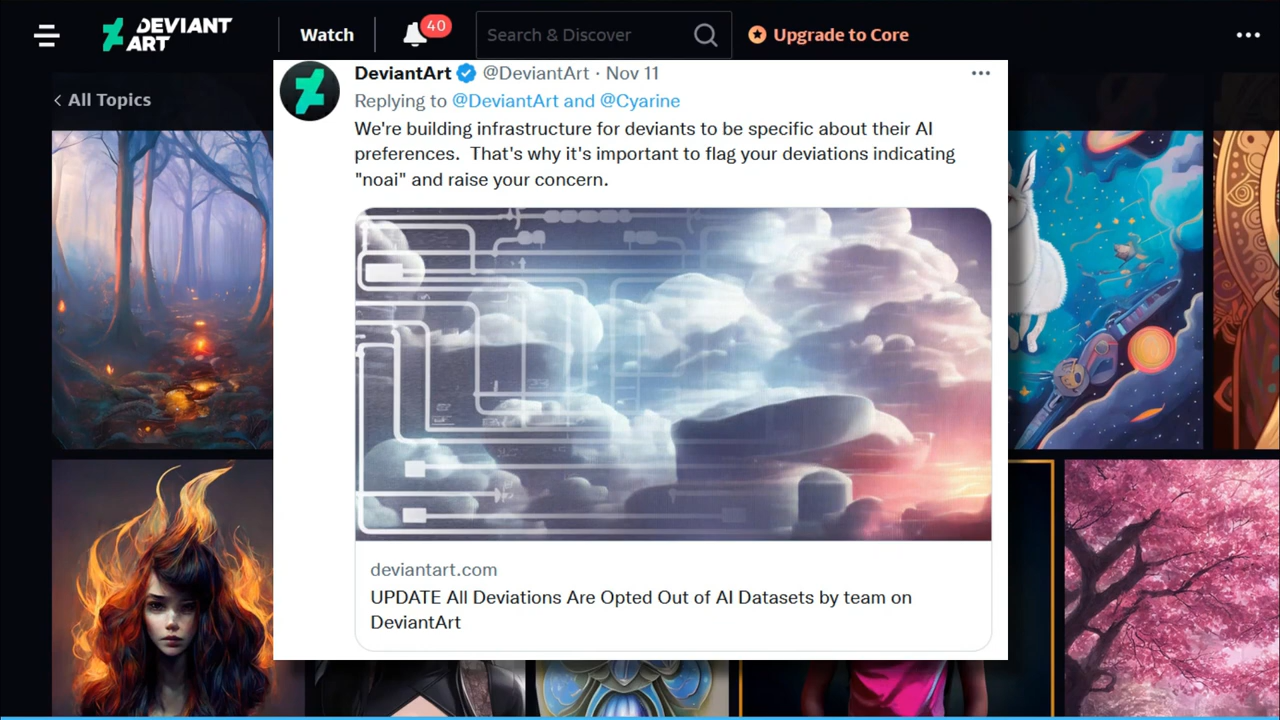 DEVIANT
ART
Watch
40
Search & Discover
Upgrade to Core
All Topics
DeviantArt @DeviantArt · Nov 11
Replying to @DeviantArt and @Cyarine
We're building infrastructure for deviants to be specific about their AI
preferences. That's why it's important to flag your deviations indicating
"noai" and raise your concern.
deviantart.com
UPDATE All Deviations Are Opted Out of AI Datasets by team on
DeviantArt